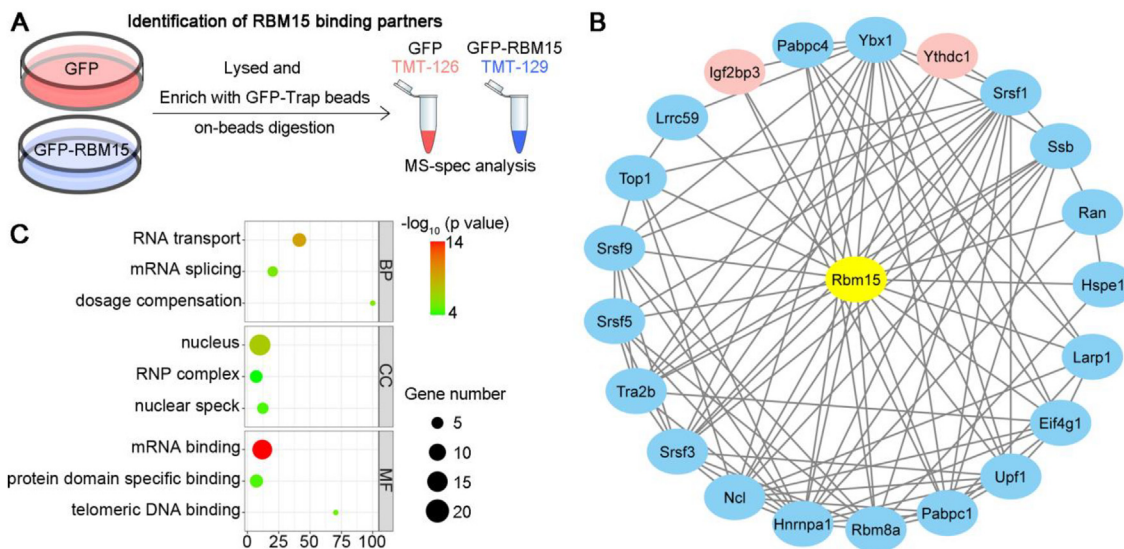 A
Identification of RBM15 binding partners
GFP
GFP-RBM15
Lysed and
Enrich with GFP-Trap beads
on-beads digestion
GFP
TMT-126
GFP-RBM15
TMT-129
MS-spec analysis
B
Pabpc4
Ybx1
Ythdc1
Igf2bp3
Srsf1
Lrrc59
Ssb
Top1
Ran
Srsf9
Rbm15
Hspe1
Srsf5
Larp1
Tra2b
Eif4g1
Srsf3
Upf1
Ncl
Pabpc1
Hnrnpa1
Rbm8a
C
RNA transport
mRNA splicing
dosage compensation
BP
nucleus
RNP complex
nuclear speck
CC
mRNA binding
protein domain specific binding
telomeric DNA binding
MF
0 25 50 75 100
-log10 (p value)
14
4
Gene number
5
10
15
20